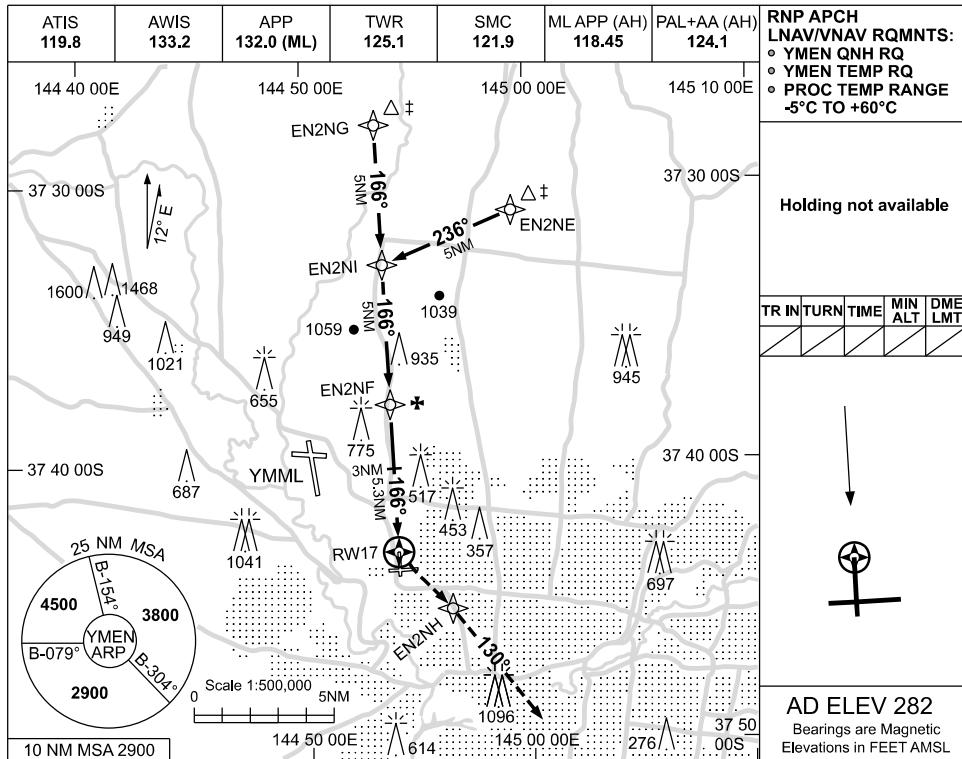 ATIS
119.8
AWIS
133.2
APP
132.0 (ML)
TWR
125.1
SMC
121.9
ML APP (AH)
118.45
PAL+AA (AH)
124.1
RNP APCH
LNAV/VNAV RQMNTS:
YMEN QNH RQ
YMEN TEMP RQ
PROC TEMP RANGE
-5°C TO +60°C
144 40 00E
144 50 00E
145 00 00E
145 10 00E
EN2NG
‡
166°
5NM
37 30 00S
37 30 00S
12° E
‡
EN2NE
236°
5NM
Holding not available
EN2NI
1600
1468
949
1021
1039
1059
166°
5NM
935
945
655
TR IN
TURN
TIME
MIN
ALT
DME
LMT
EN2NF
775
37 40 00S
37 40 00S
YMML
687
3NM
166°
5.3NM
517
453
357
1041
RW17
697
25 NM MSA
B-154°
4500
3800
YMEN
ARP
B-079°
B-304°
2900
EN2NH
130°
Scale 1:500,000
0
5NM
1096
10 NM MSA 2900
144 50 00E
614
145 00 00E
276
37 50
00S
AD ELEV 282
Bearings are Magnetic
Elevations in FEET AMSL